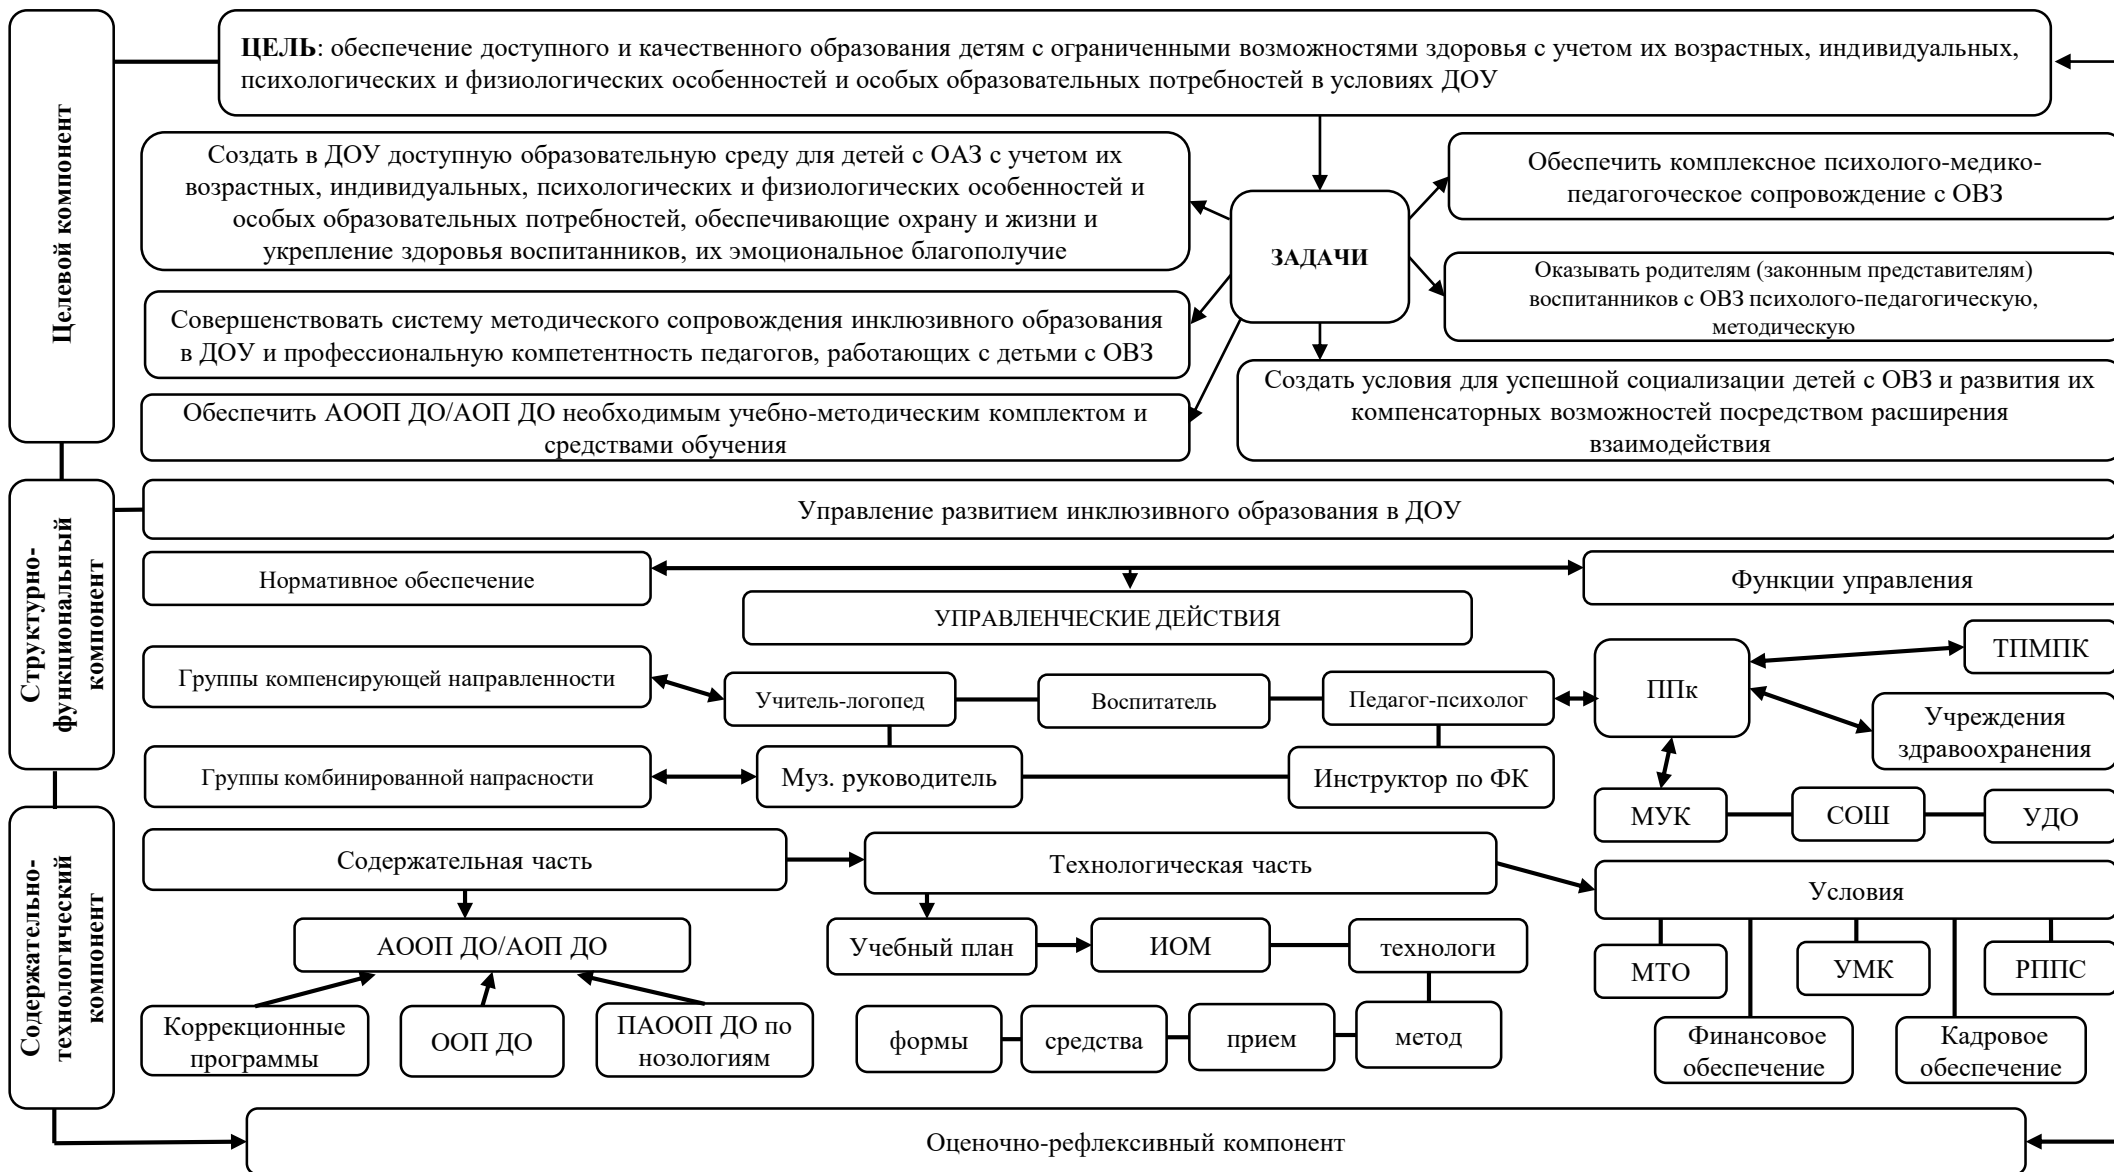 Целевой компонент
ЦЕЛЬ: обеспечение доступного и качественного образования детям с ограниченными возможностями здоровья с учетом их возрастных, индивидуальных,
психологических и физиологических особенностей и особых образовательных потребностей в условиях ДОУ
Создать в ДОУ доступную образовательную среду для детей с ОАЗ с учетом их
возрастных, индивидуальных, психологических и физиологических особенностей и
особых образовательных потребностей, обеспечивающие охрану и жизни и
укрепление здоровья воспитанников, их эмоциональное благополучие
ЗАДАЧИ
Обеспечить комплексное психолого-медико-
педагогоческое сопровождение с ОВЗ
Оказывать родителям (законным представителям)
воспитанников с ОВЗ психолого-педагогическую,
методическую
Совершенствовать систему методического сопровождения инклюзивного образования
в ДОУ и профессиональную компетентность педагогов, работающих с детьми с ОВЗ
Создать условия для успешной социализации детей с ОВЗ и развития их
компенсаторных возможностей посредством расширения
взаимодействия
Обеспечить АООП ДО/АОП ДО необходимым учебно-методическим комплектом и
средствами обучения
Структурно-
функциональный
компонент
Управление развитием инклюзивного образования в ДОУ
Нормативное обеспечение
Функции управления
УПРАВЛЕНЧЕСКИЕ ДЕЙСТВИЯ
Группы компенсирующей направленности
Учитель-логопед
Воспитатель
Педагог-психолог
ППк
ТПМПК
Учреждения
здравоохранения
Группы комбинированной напрасности
Муз. руководитель
Инструктор по ФК
МУК
СОШ
УДО
Содержательно-
технологический
компонент
Содержательная часть
Технологическая часть
Условия
АООП ДО/АОП ДО
Учебный план
ИОМ
технологи
МТО
УМК
РППС
Коррекционные
программы
ООП ДО
ПАООП ДО по
нозологиям
формы
средства
прием
метод
Финансовое
обеспечение
Кадровое
обеспечение
Оценочно-рефлексивный компонент